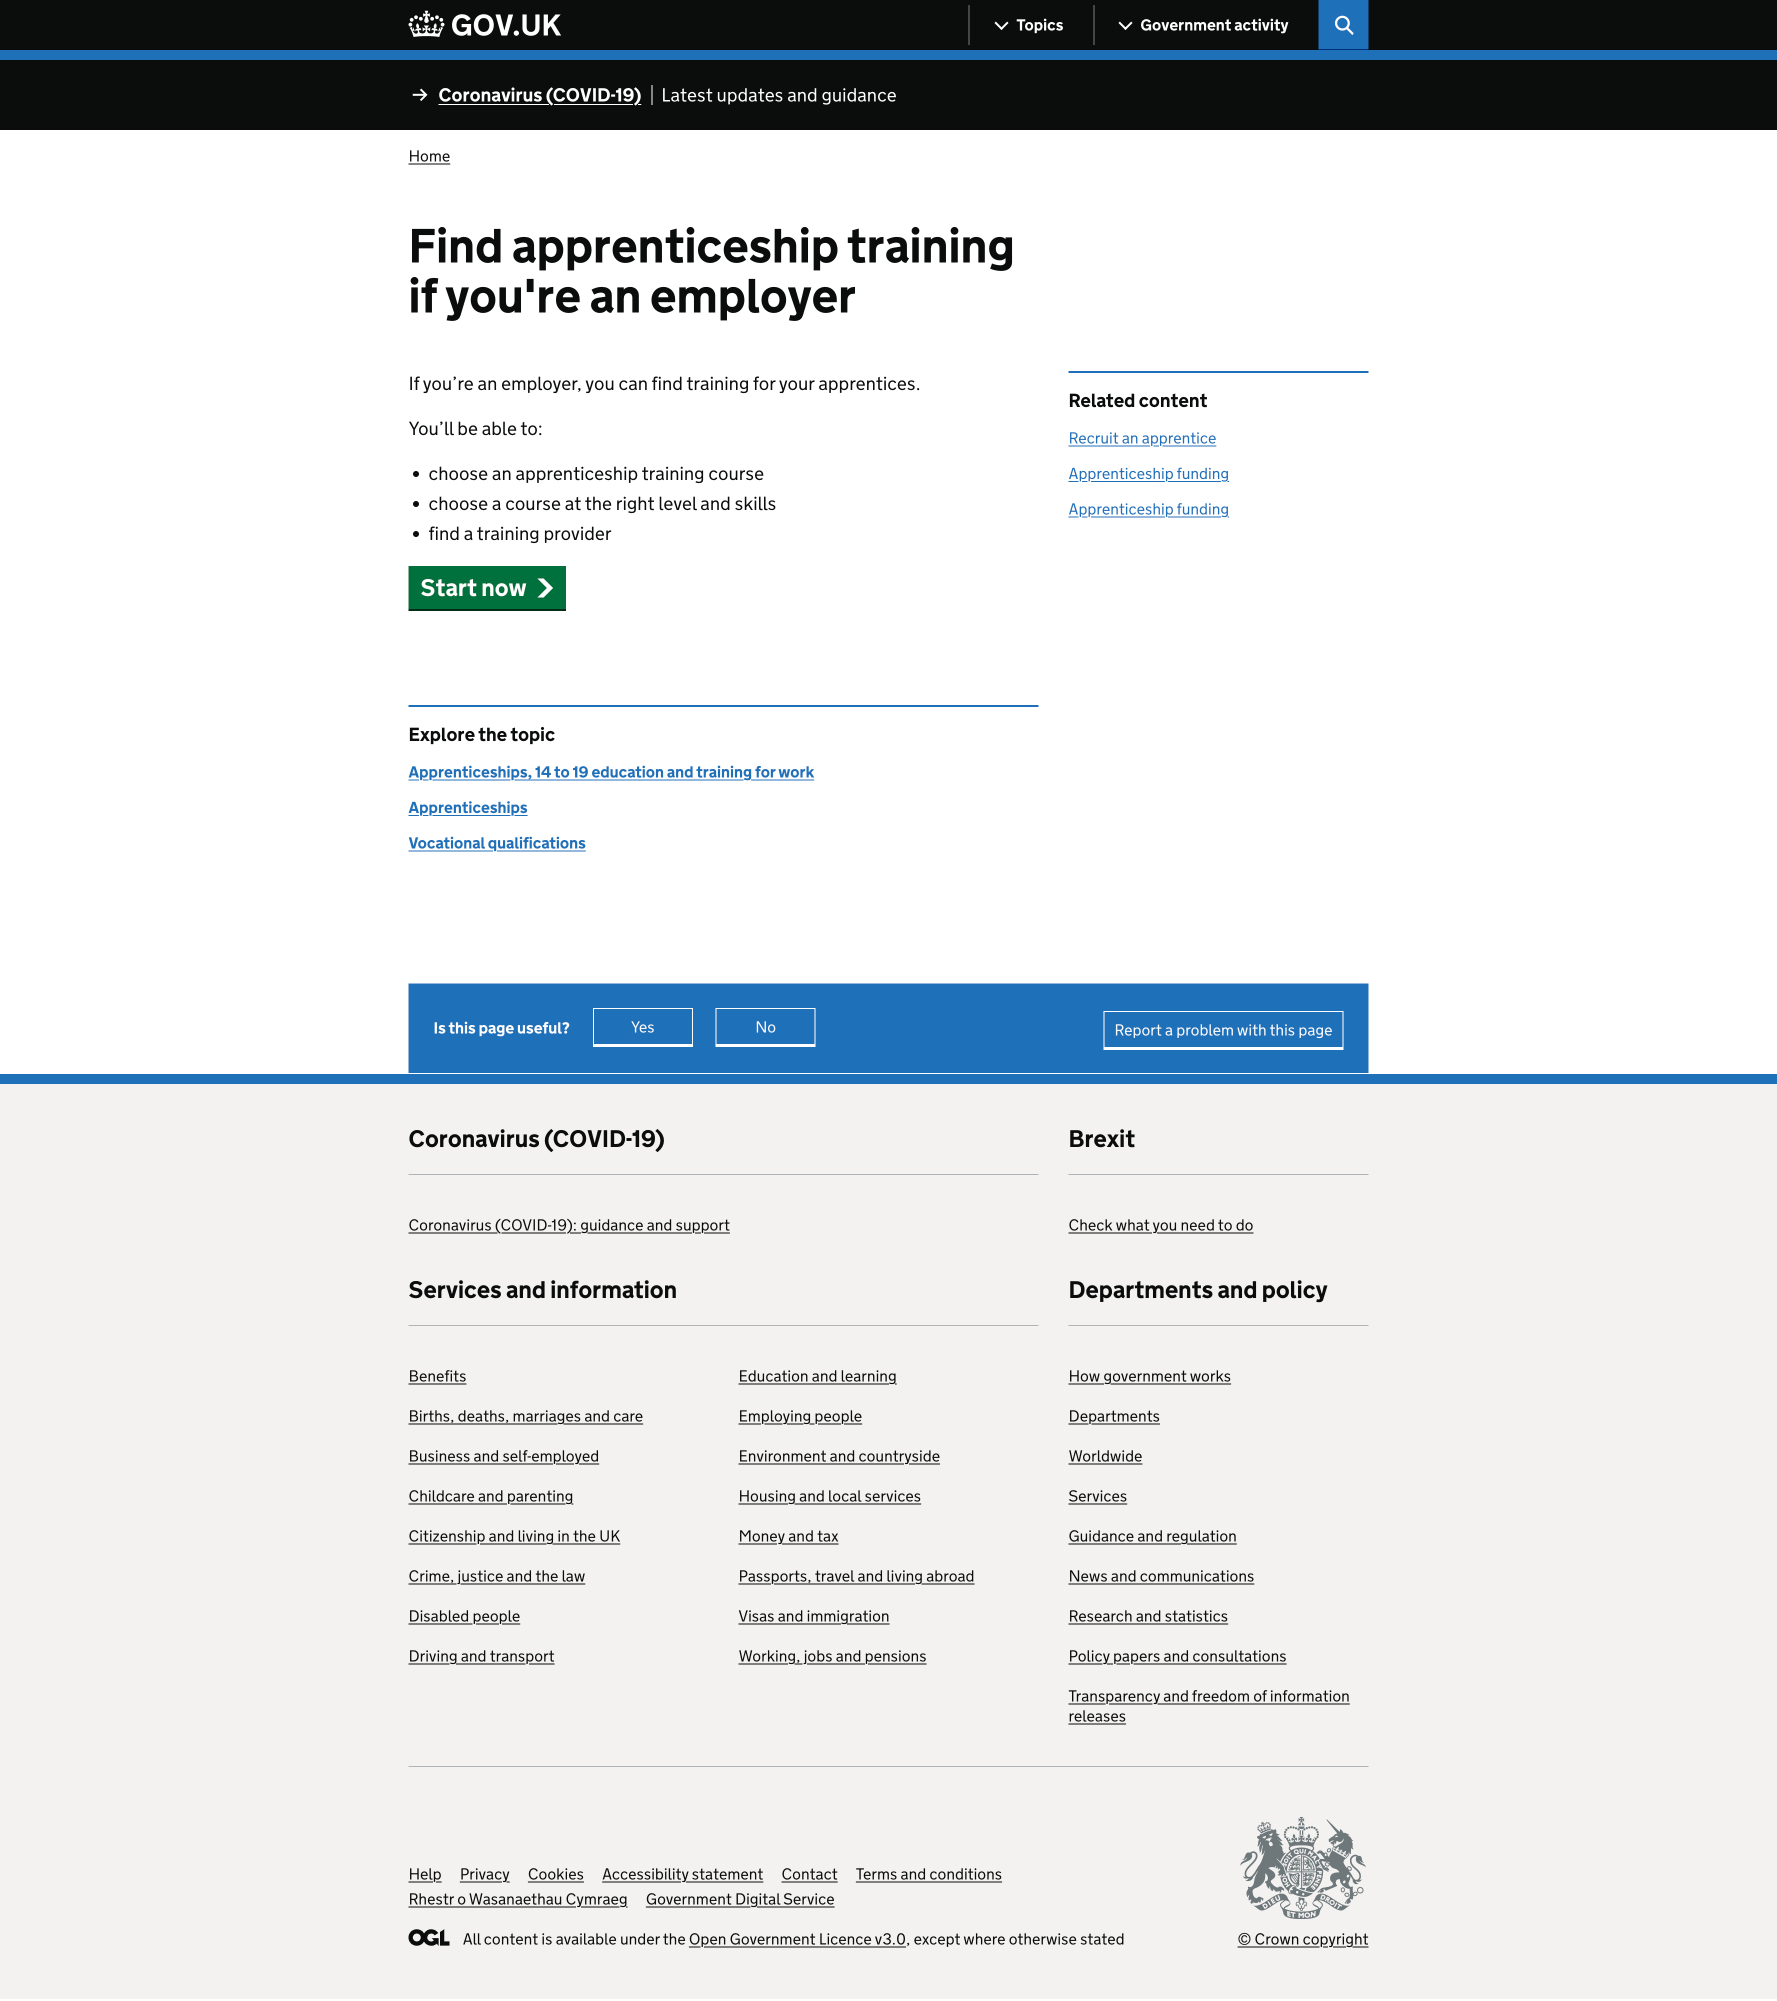 GOV.UK
Topics
Government activity
→ Coronavirus (COVID-19) | Latest updates and guidance
Home
Find apprenticeship training
if you're an employer
If you’re an employer, you can find training for your apprentices.
You’ll be able to:
• choose an apprenticeship training course
• choose a course at the right level and skills
• find a training provider
Start now
Related content
Recruit an apprentice
Apprenticeship funding
Apprenticeship funding
Explore the topic
Apprenticeships, 14 to 19 education and training for work
Apprenticeships
Vocational qualifications
Is this page useful?
Yes
No
Report a problem with this page
Coronavirus (COVID-19)
Coronavirus (COVID-19): guidance and support
Brexit
Check what you need to do
Services and information
Benefits
Births, deaths, marriages and care
Business and self-employed
Childcare and parenting
Citizenship and living in the UK
Crime, justice and the law
Disabled people
Driving and transport
Education and learning
Employing people
Environment and countryside
Housing and local services
Money and tax
Passports, travel and living abroad
Visas and immigration
Working, jobs and pensions
Departments and policy
How government works
Departments
Worldwide
Services
Guidance and regulation
News and communications
Research and statistics
Policy papers and consultations
Transparency and freedom of information
releases
Help Privacy Cookies Accessibility statement Contact Terms and conditions
Rhestr o Wasanaethau Cymraeg Government Digital Service
OGL All content is available under the Open Government Licence v3.0, except where otherwise stated
DIEU ET MON DROIT
© Crown copyright